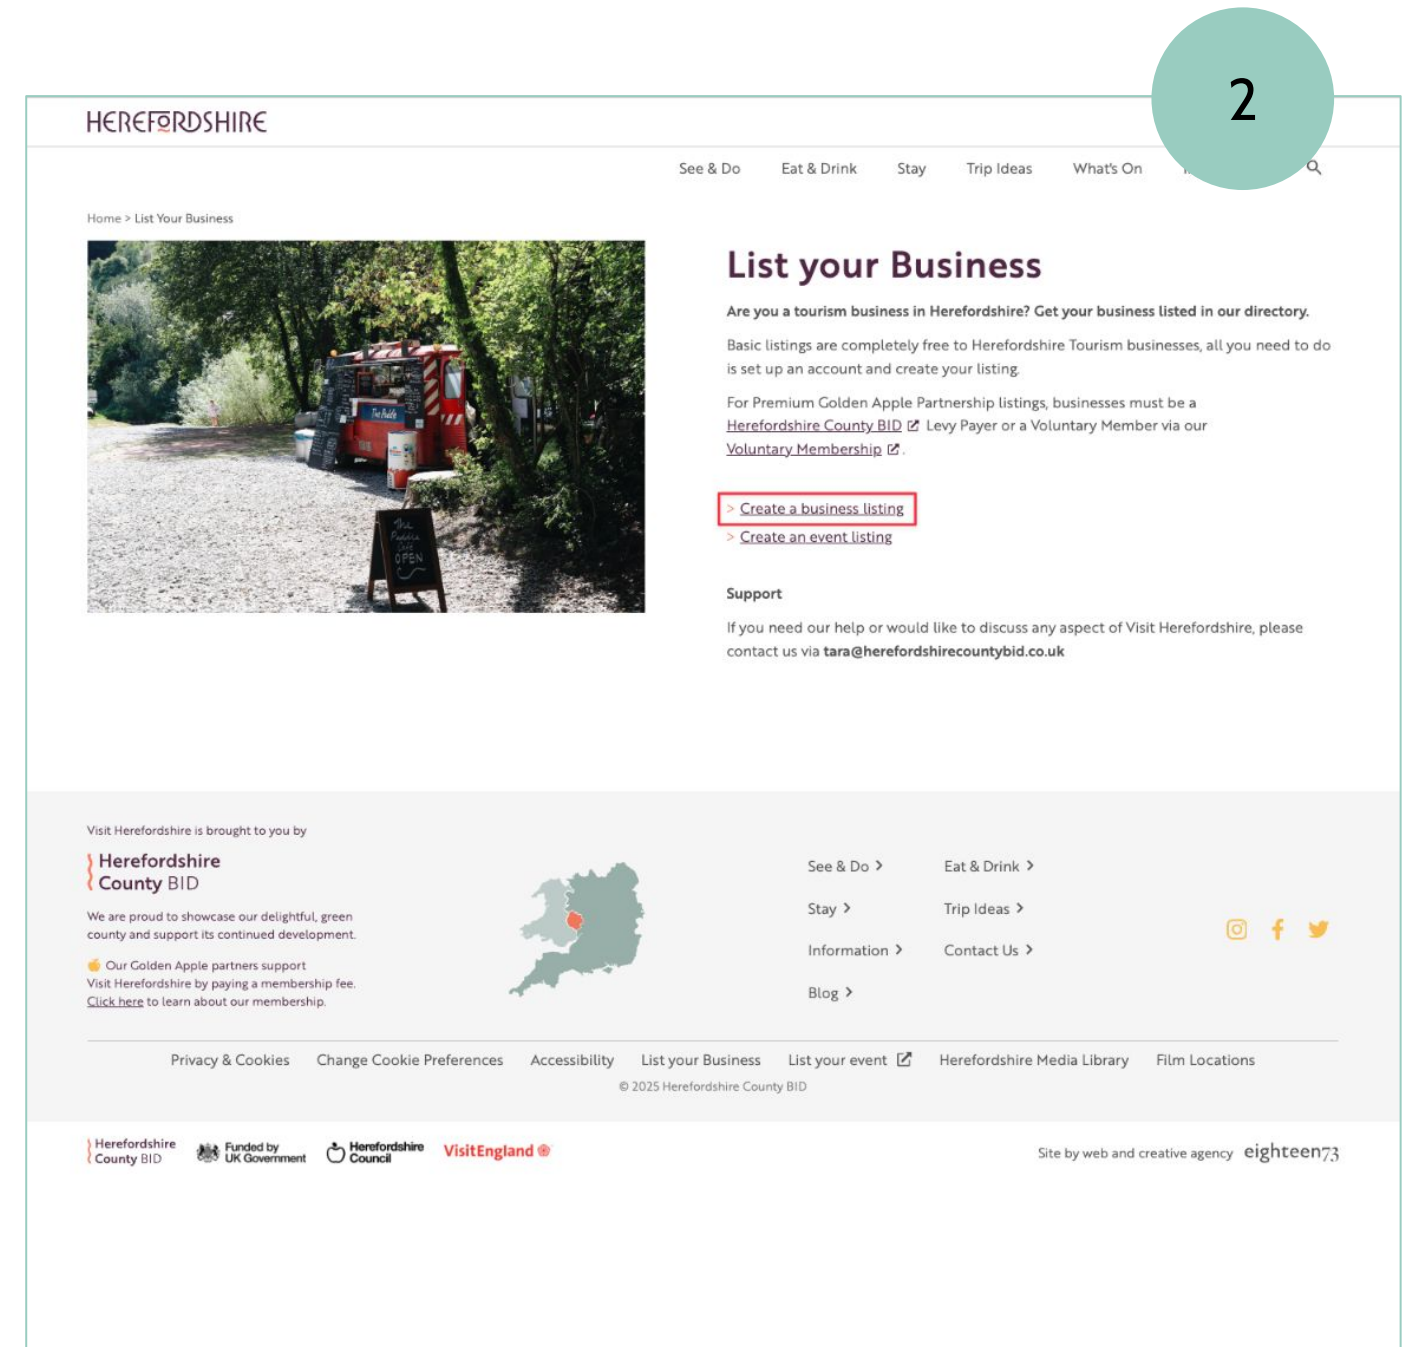 2
HEREFORDSHIRE
See & Do Eat & Drink Stay Trip Ideas What's On
Home > List Your Business
List your Business
Are you a tourism business in Herefordshire? Get your business listed in our directory.
Basic listings are completely free to Herefordshire Tourism businesses, all you need to do
is set up an account and create your listing.
For Premium Golden Apple Partnership listings, businesses must be a
Herefordshire County BID Levy Payer or a Voluntary Member via our
Voluntary Membership .
> Create a business listing
> Create an event listing
Support
If you need our help or would like to discuss any aspect of Visit Herefordshire, please
contact us via tara@herefordshirecountybid.co.uk
The Puddle
The
Puddle
Cafe
OPEN
Visit Herefordshire is brought to you by
Herefordshire
County BID
We are proud to showcase our delightful, green
county and support its continued development.
Our Golden Apple partners support
Visit Herefordshire by paying a membership fee.
Click here to learn about our membership.
See & Do > Eat & Drink >
Stay > Trip Ideas >
Information > Contact Us >
Blog >
Privacy & Cookies Change Cookie Preferences Accessibility List your Business List your event Herefordshire Media Library Film Locations
© 2025 Herefordshire County BID
Herefordshire
County BID
Funded by
UK Government
Herefordshire
Council
VisitEngland
Site by web and creative agency eighteen73